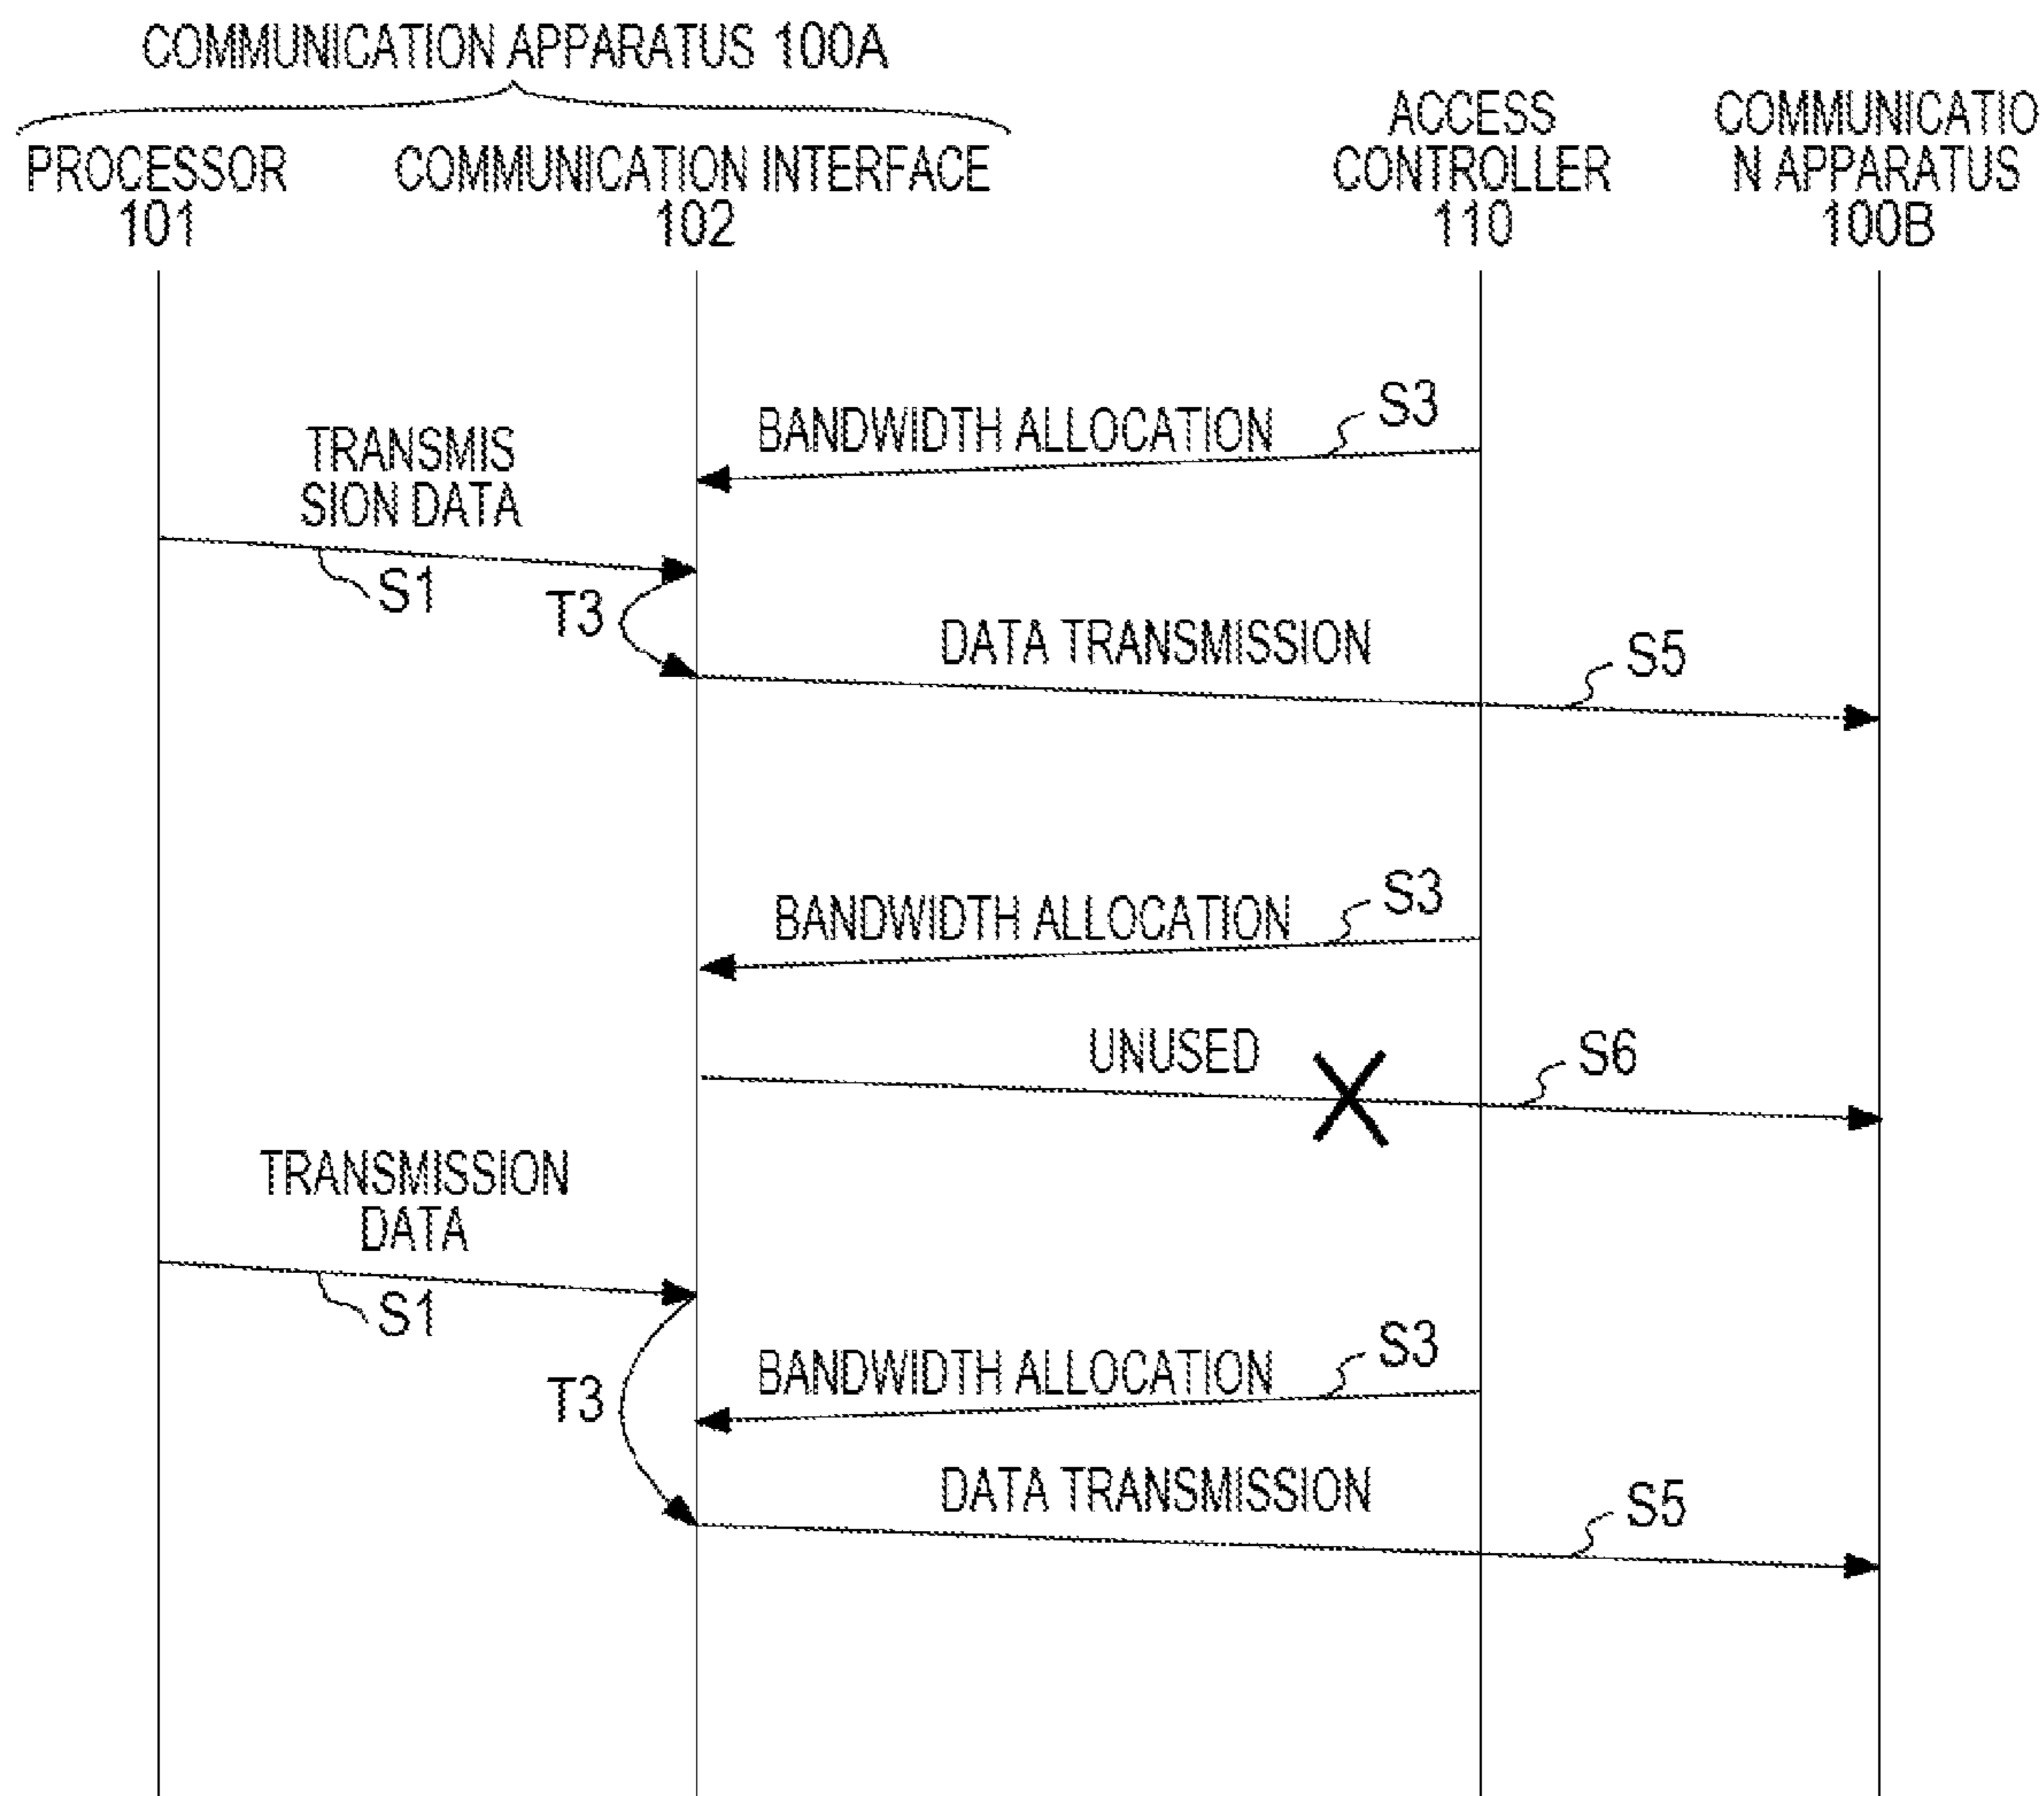 COMMUNICATION APPARATUS 100A
PROCESSOR
101
COMMUNICATION INTERFACE
102
ACCESS
CONTROLLER
110
COMMUNICATIO
N APPARATUS
100B
BANDWIDTH ALLOCATION
S3
TRANSMIS
SION DATA
S1
T3
DATA TRANSMISSION
S5
BANDWIDTH ALLOCATION
S3
UNUSED
S6
TRANSMISSION
DATA
S1
BANDWIDTH ALLOCATION
S3
T3
DATA TRANSMISSION
S5